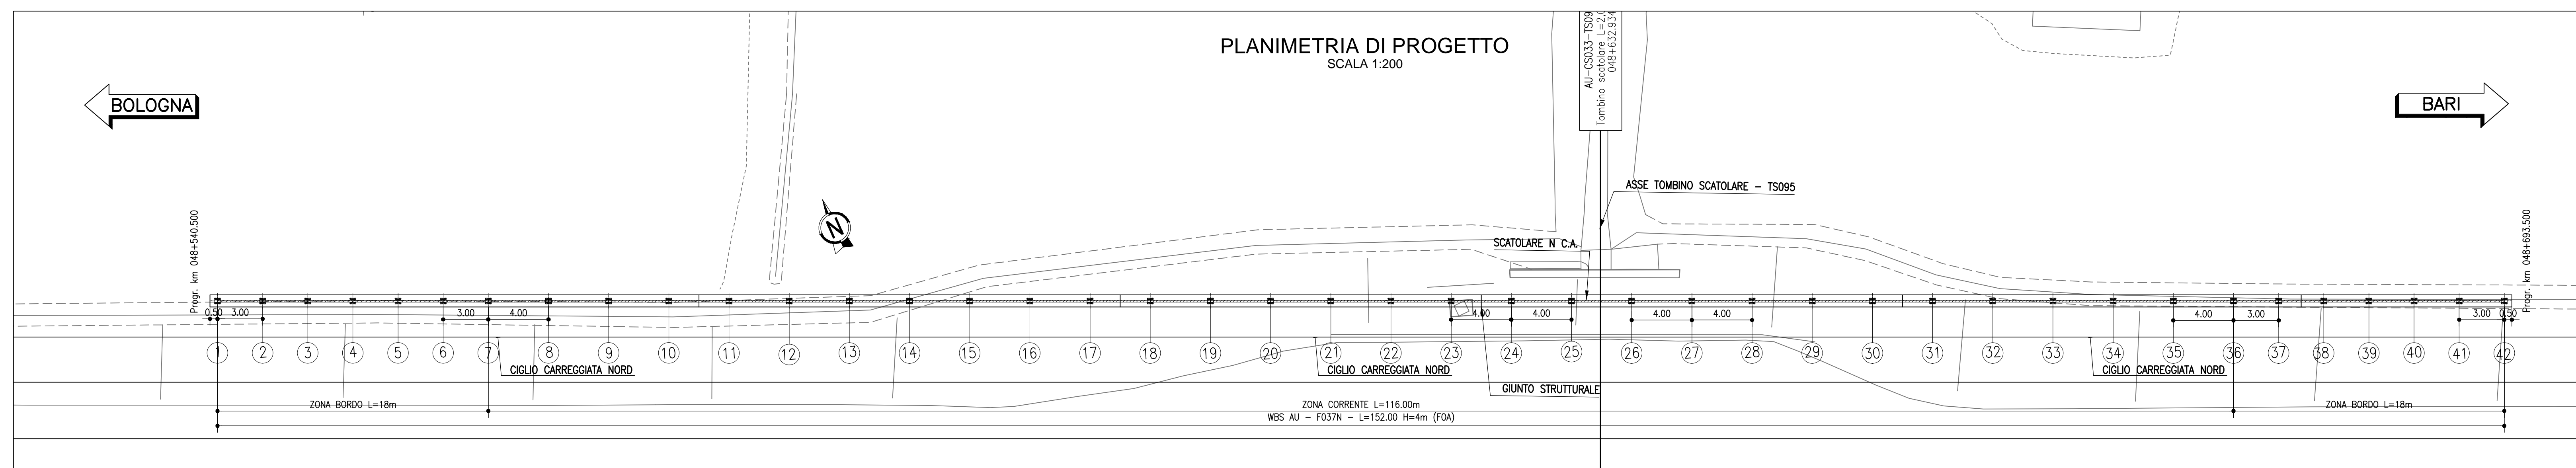 PLANIMETRIA DI PROGETTO
SCALA 1:200
BOLOGNA
BARI
AU-CS033-TS09
Tombino scatolare L=2,0
048+632.934
ASSE TOMBINO SCATOLARE - TS095
SCATOLARE N C.A.
N
Progr. km 048+540.500
Progr. km 048+693.500
0.50 3.00 3.00 4.00 4.00 4.00 4.00 4.00 4.00 3.00 3.00 0.50
1 2 3 4 5 6 7 8 9 10 11 12 13 14 15 16 17 18 19 20 21 22 23 24 25 26 27 28 29 30 31 32 33 34 35 36 37 38 39 40 41 42
CIGLIO CARREGGIATA NORD
CIGLIO CARREGGIATA NORD
CIGLIO CARREGGIATA NORD
GIUNTO STRUTTURALE
ZONA BORDO L=18m
ZONA CORRENTE L=116.00m
ZONA BORDO L=18m
WBS AU - F037N - L=152.00 H=4m (FOA)